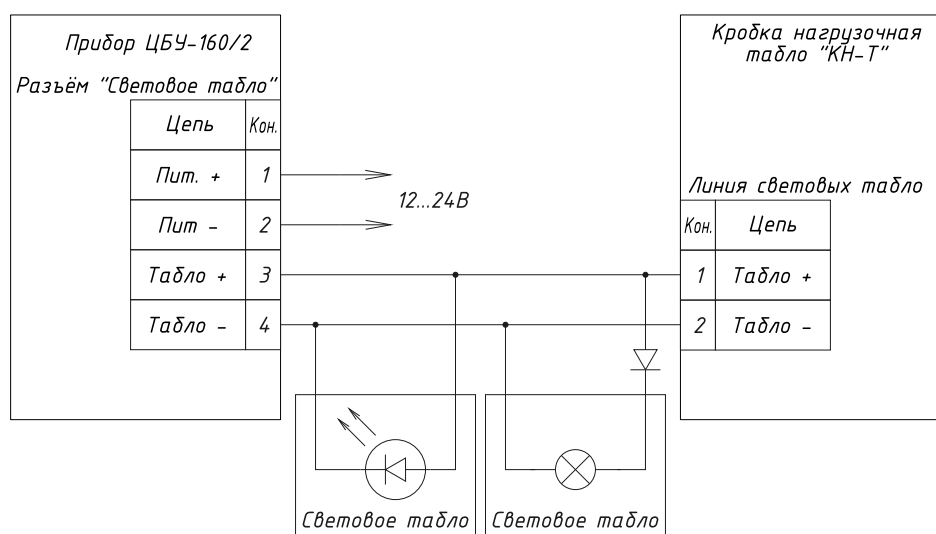 Прибор ЦБУ-160/2
Разъём "Световое табло"
Цепь Кон.
Пит. + 1
Пит - 2
Табло + 3
Табло - 4
12...24В
Кробка нагрузочная
табло "КН-Т"
Линия световых табло
Кон. Цепь
1 Табло +
2 Табло -
Световое табло
Световое табло